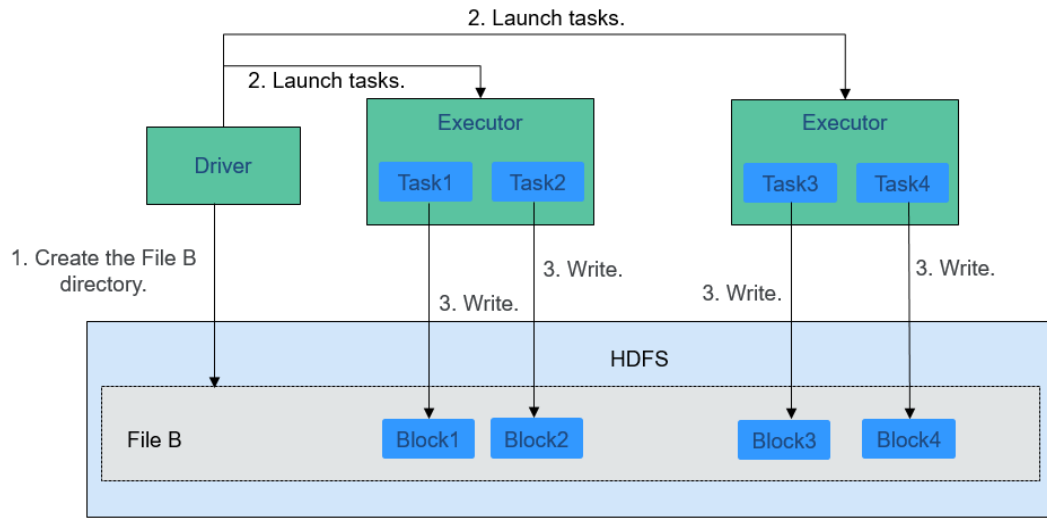 2. Launch tasks.
2. Launch tasks.
Executor
Executor
Driver
Task1
Task2
Task3
Task4
1. Create the File B
directory.
3. Write.
3. Write.
3. Write.
3. Write.
HDFS
File B
Block1
Block2
Block3
Block4